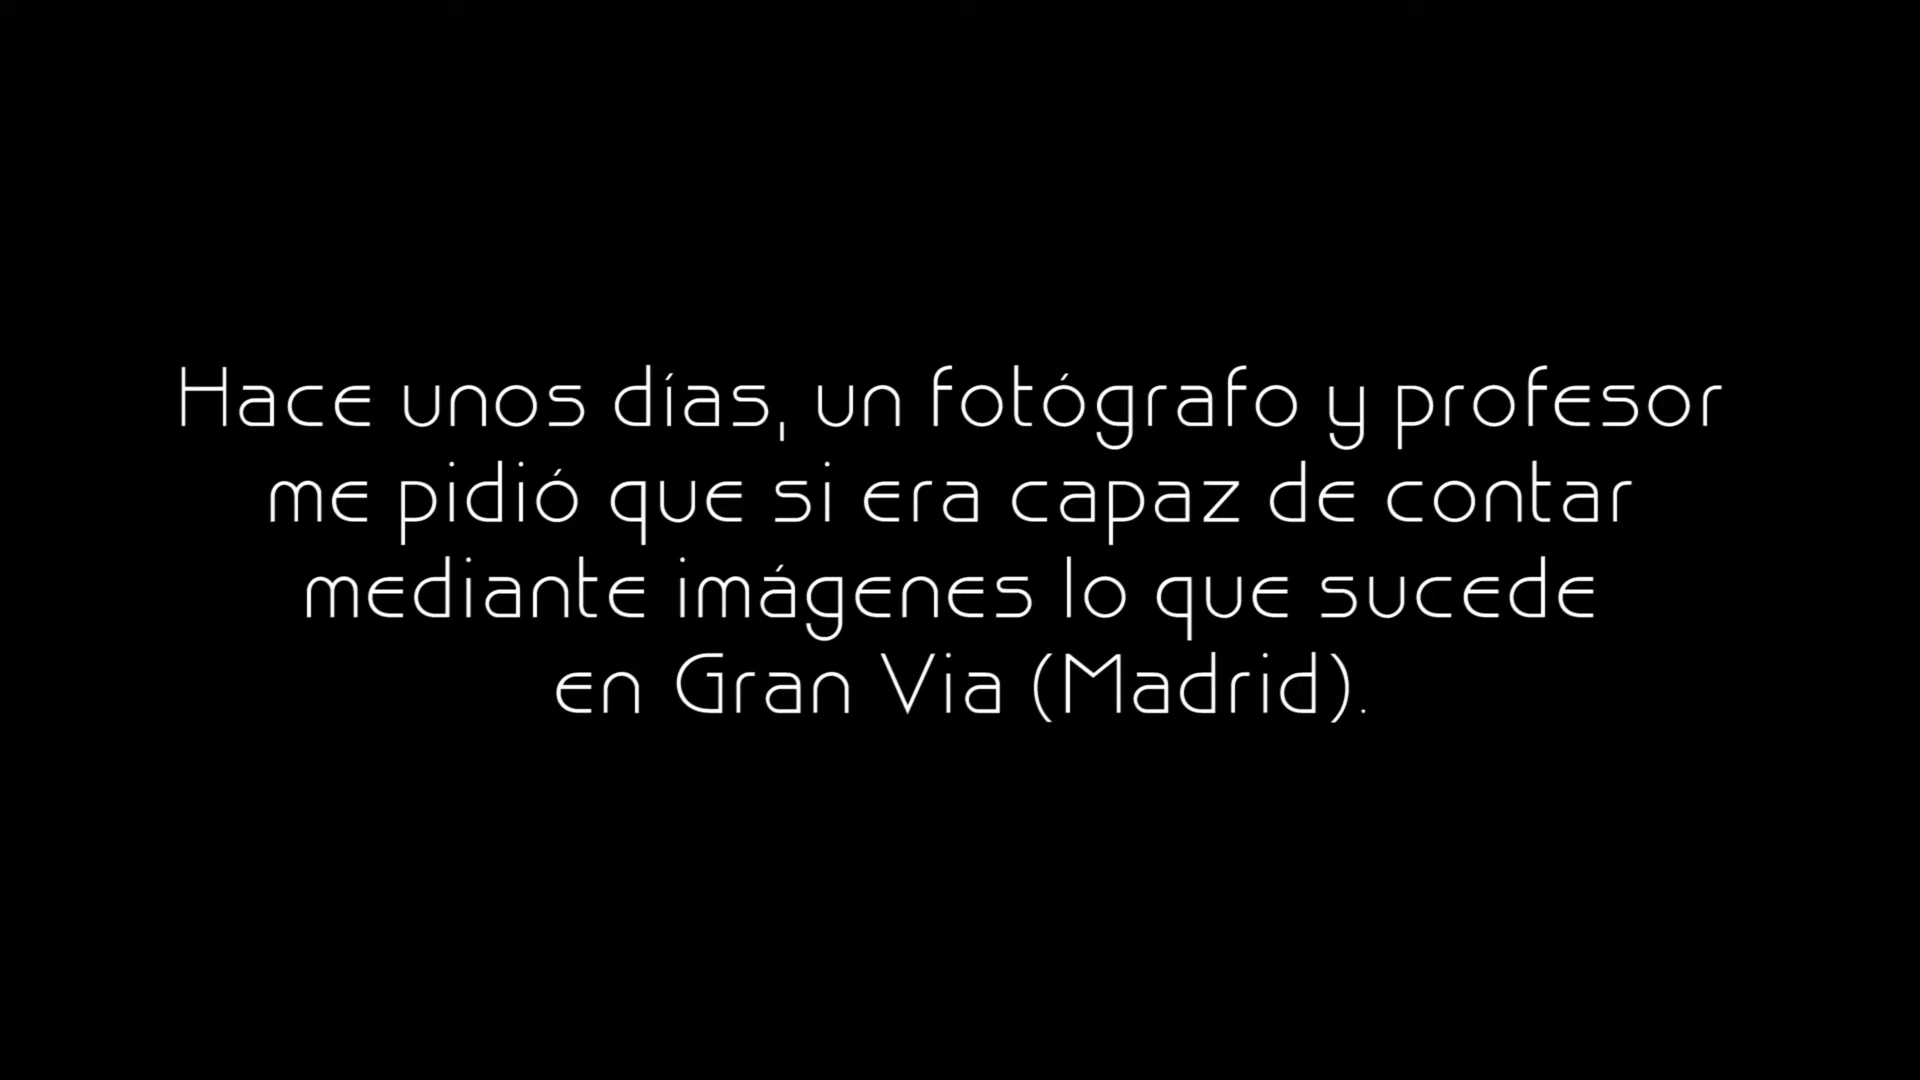 Hace unos días, un fotógrafo y profesor
me pidió que si era capaz de contar
mediante imágenes lo que sucede
en Gran Via (Madrid).